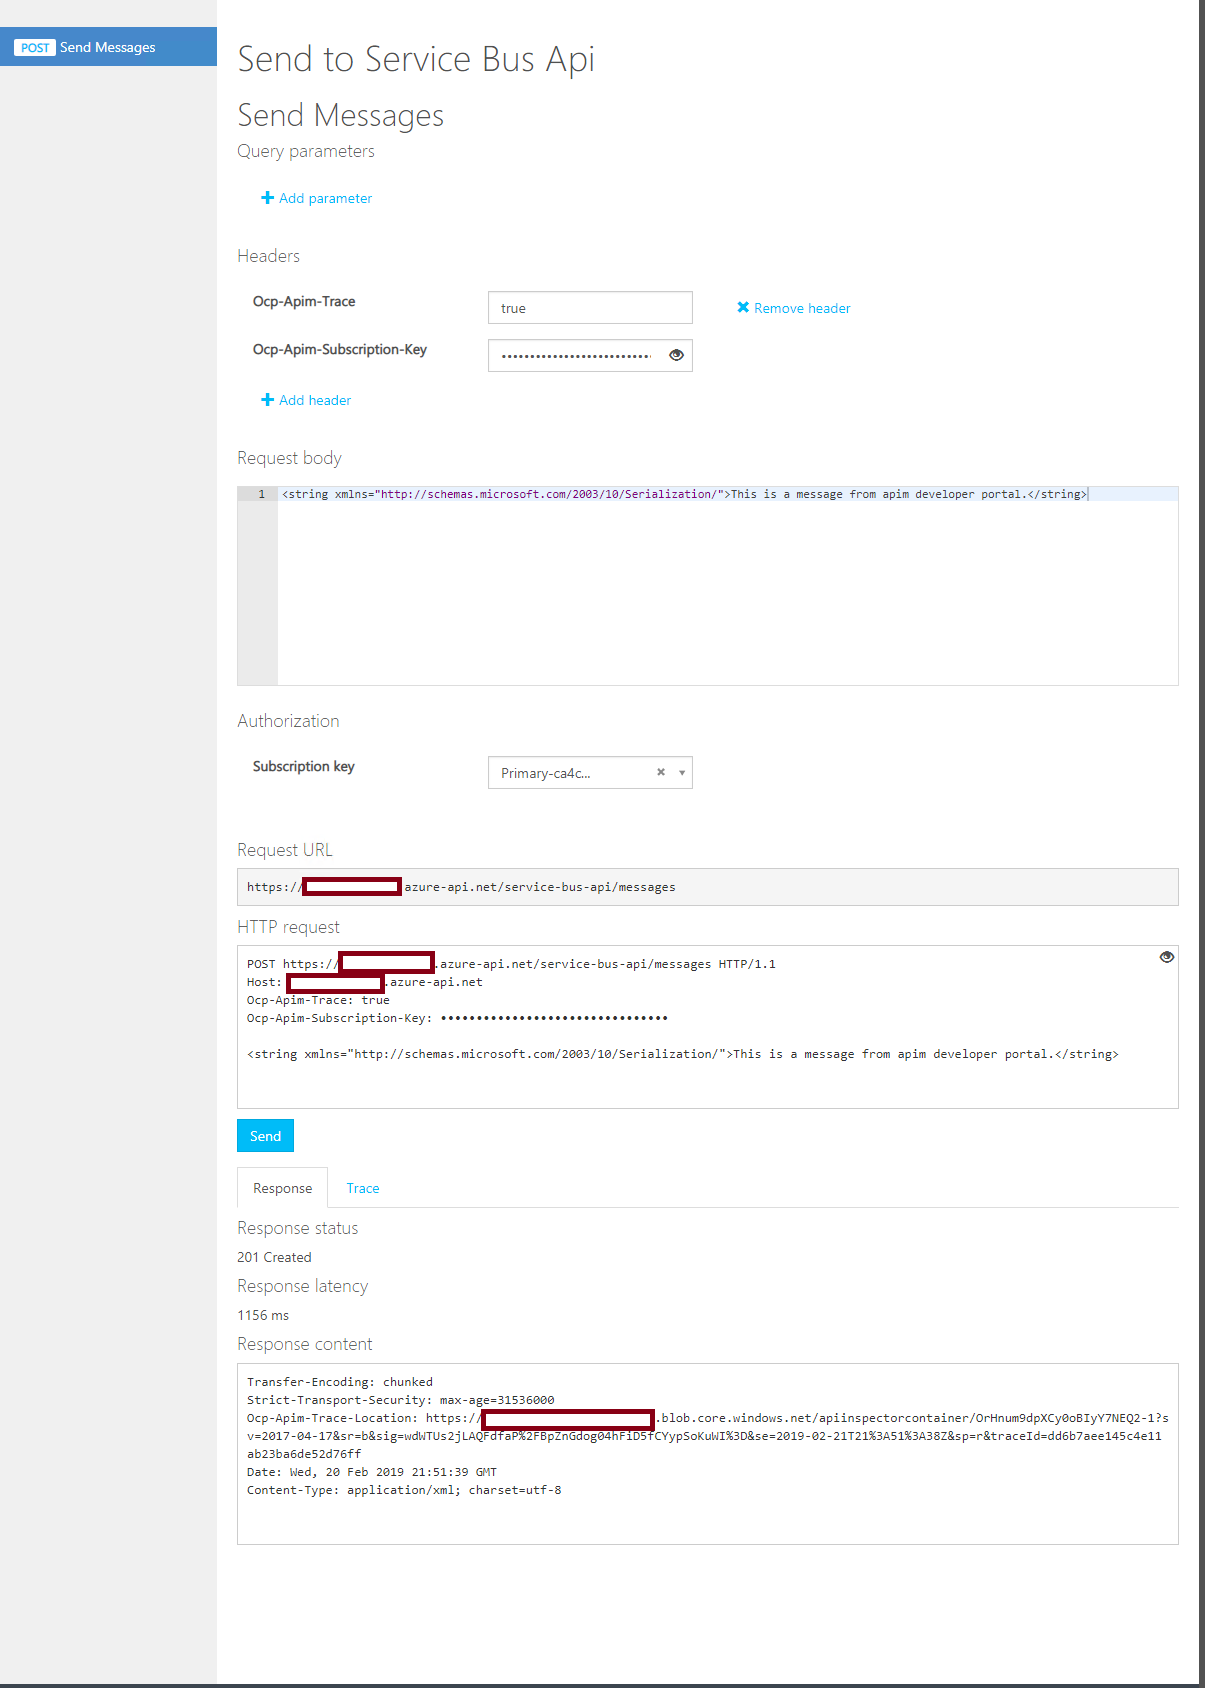 POST Send Messages
Send to Service Bus Api
Send Messages
Query parameters
Add parameter
Headers
Ocp-Apim-Trace
true
Remove header
Ocp-Apim-Subscription-Key
••••••••••••••••••••••••••
Add header
Request body
1 <string xmlns="http://schemas.microsoft.com/2003/10/Serialization/">This is a message from apim developer portal.</string>
Authorization
Subscription key
Primary-ca4c...
Request URL
https:// azure-api.net/service-bus-api/messages
HTTP request
POST https:// .azure-api.net/service-bus-api/messages HTTP/1.1
Host: .azure-api.net
Ocp-Apim-Trace: true
Ocp-Apim-Subscription-Key: ••••••••••••••••••••••••••••••••
<string xmlns="http://schemas.microsoft.com/2003/10/Serialization/">This is a message from apim developer portal.</string>
Send
Response Trace
Response status
201 Created
Response latency
1156 ms
Response content
Transfer-Encoding: chunked
Strict-Transport-Security: max-age=31536000
Ocp-Apim-Trace-Location: https:// .blob.core.windows.net/apiinspectorcontainer/OrHnum9dpXCy0oBIyY7NEQ2-1?s
v=2017-04-17&sr=b&sig=wdWTUs2jLAQFdfaP%2FBpZnGdog04hFiD5fCYypSoKuWI%3D&se=2019-02-21T21%3A51%3A38Z&sp=r&traceId=dd6b7aee145c4e11
ab23ba6de52d76ff
Date: Wed, 20 Feb 2019 21:51:39 GMT
Content-Type: application/xml; charset=utf-8